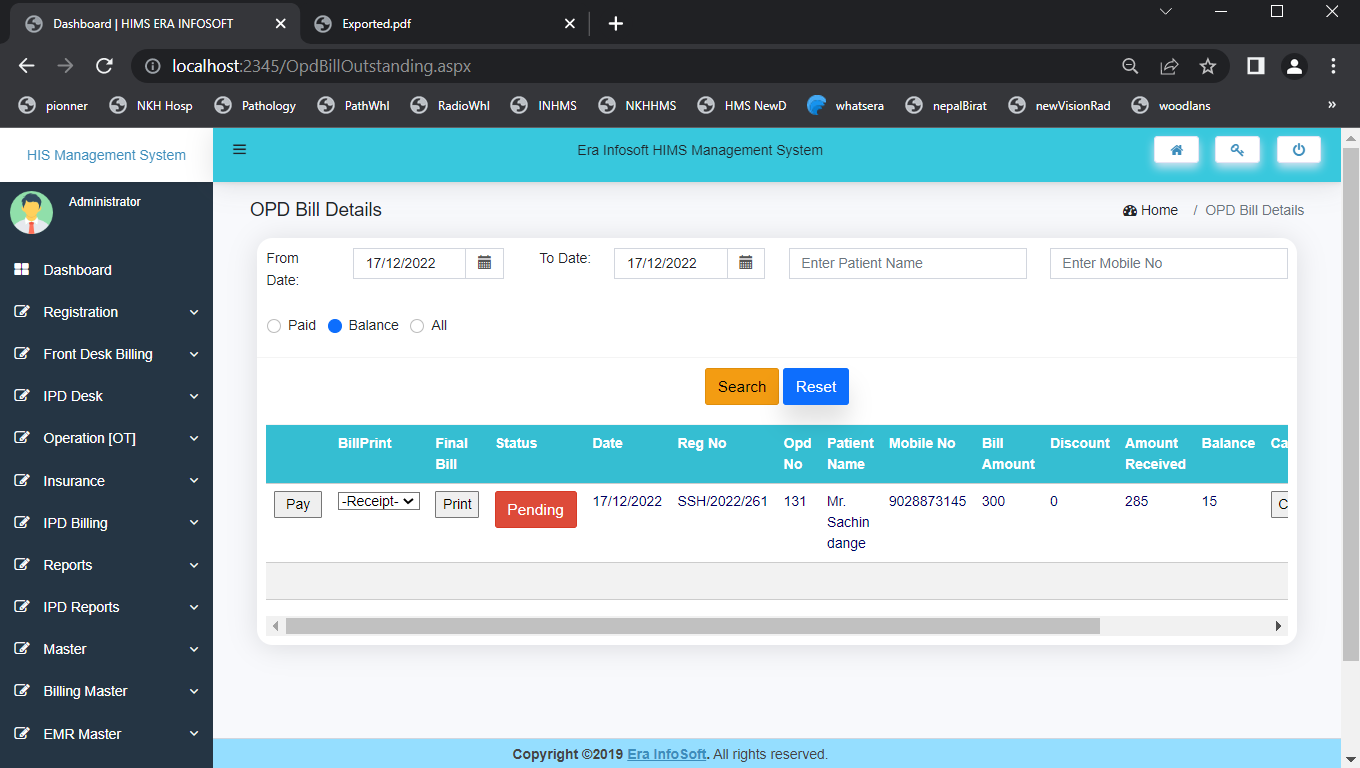 Dashboard | HIMS ERA INFOSOFT
Exported.pdf
localhost:2345/OpdBillOutstanding.aspx
pionner NKH Hosp Pathology PathWhl RadioWhl INHMS NKHHMS HMS NewD whatsera nepalBirat newVisionRad woodlans »
HIS Management System
Era Infosoft HIMS Management System
Administrator
Dashboard
Registration
Front Desk Billing
IPD Desk
Operation [OT]
Insurance
IPD Billing
Reports
IPD Reports
Master
Billing Master
EMR Master
OPD Bill Details
Home / OPD Bill Details
From
Date:
17/12/2022
To Date:
17/12/2022
Enter Patient Name
Enter Mobile No
Paid Balance All
Search Reset
BillPrint Final Status Date Reg No Opd Patient Mobile No Bill Discount Amount Balance Ca
Bill No Name Amount Received
Pay -Receipt- Print Pending 17/12/2022 SSH/2022/261 131 Mr. 9028873145 300 0 285 15 C
Sachin
dange
Copyright ©2019 Era InfoSoft. All rights reserved.